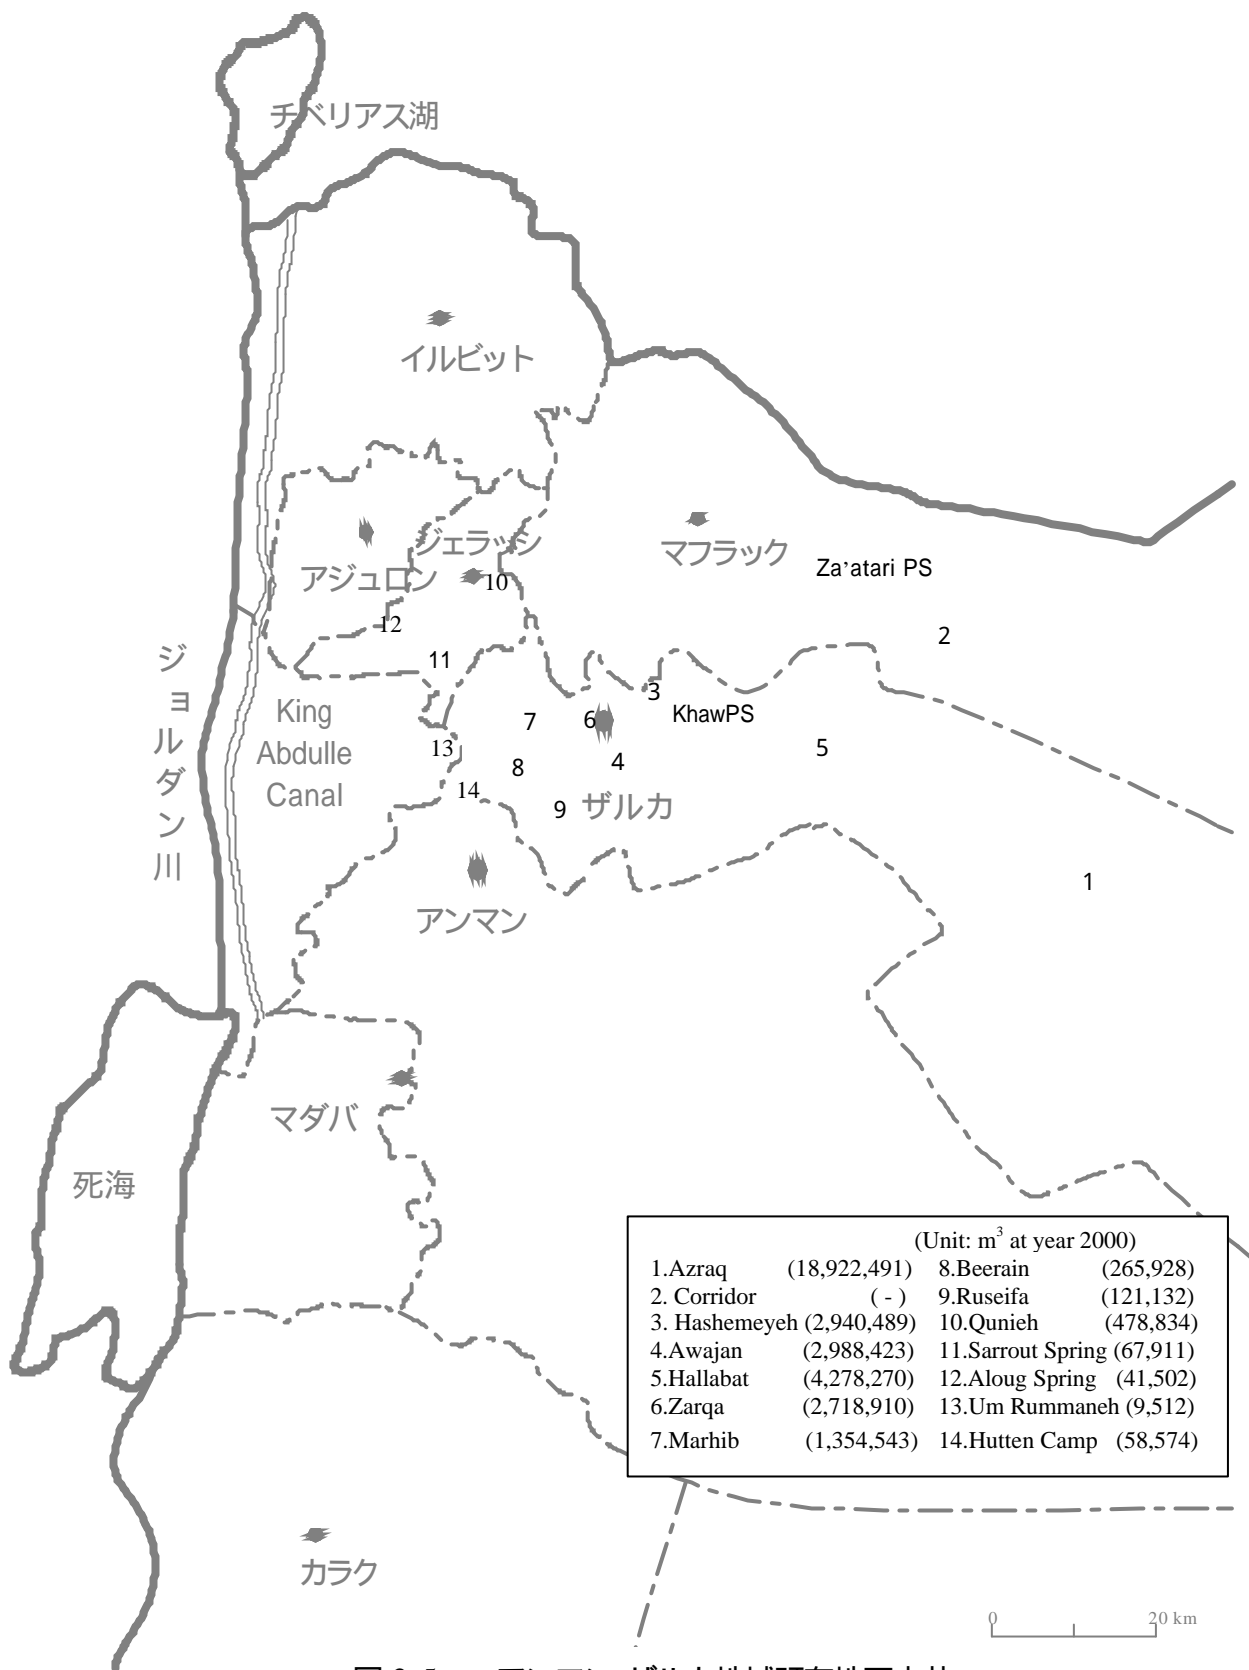 チベリアス湖
イルビット
ジェラッシ
マフラック
アジュロン
Za'atari PS
10
12
2
11
ジョルダン川
3
King
Abdulle
Canal
7
6
KhawPS
13
5
8
4
14
9
ザルカ
1
アンマン
マダバ
死海
(Unit: m³ at year 2000)
1.Azraq (18,922,491) 8.Beerain (265,928)
2. Corridor ( - ) 9.Ruseifa (121,132)
3. Hashemeyeh (2,940,489) 10.Qunieh (478,834)
4.Awajan (2,988,423) 11.Sarrout Spring (67,911)
5.Hallabat (4,278,270) 12.Aloug Spring (41,502)
6.Zarqa (2,718,910) 13.Um Rummaneh (9,512)
7.Marhib (1,354,543) 14.Hutten Camp (58,574)
カラク
0 20 km